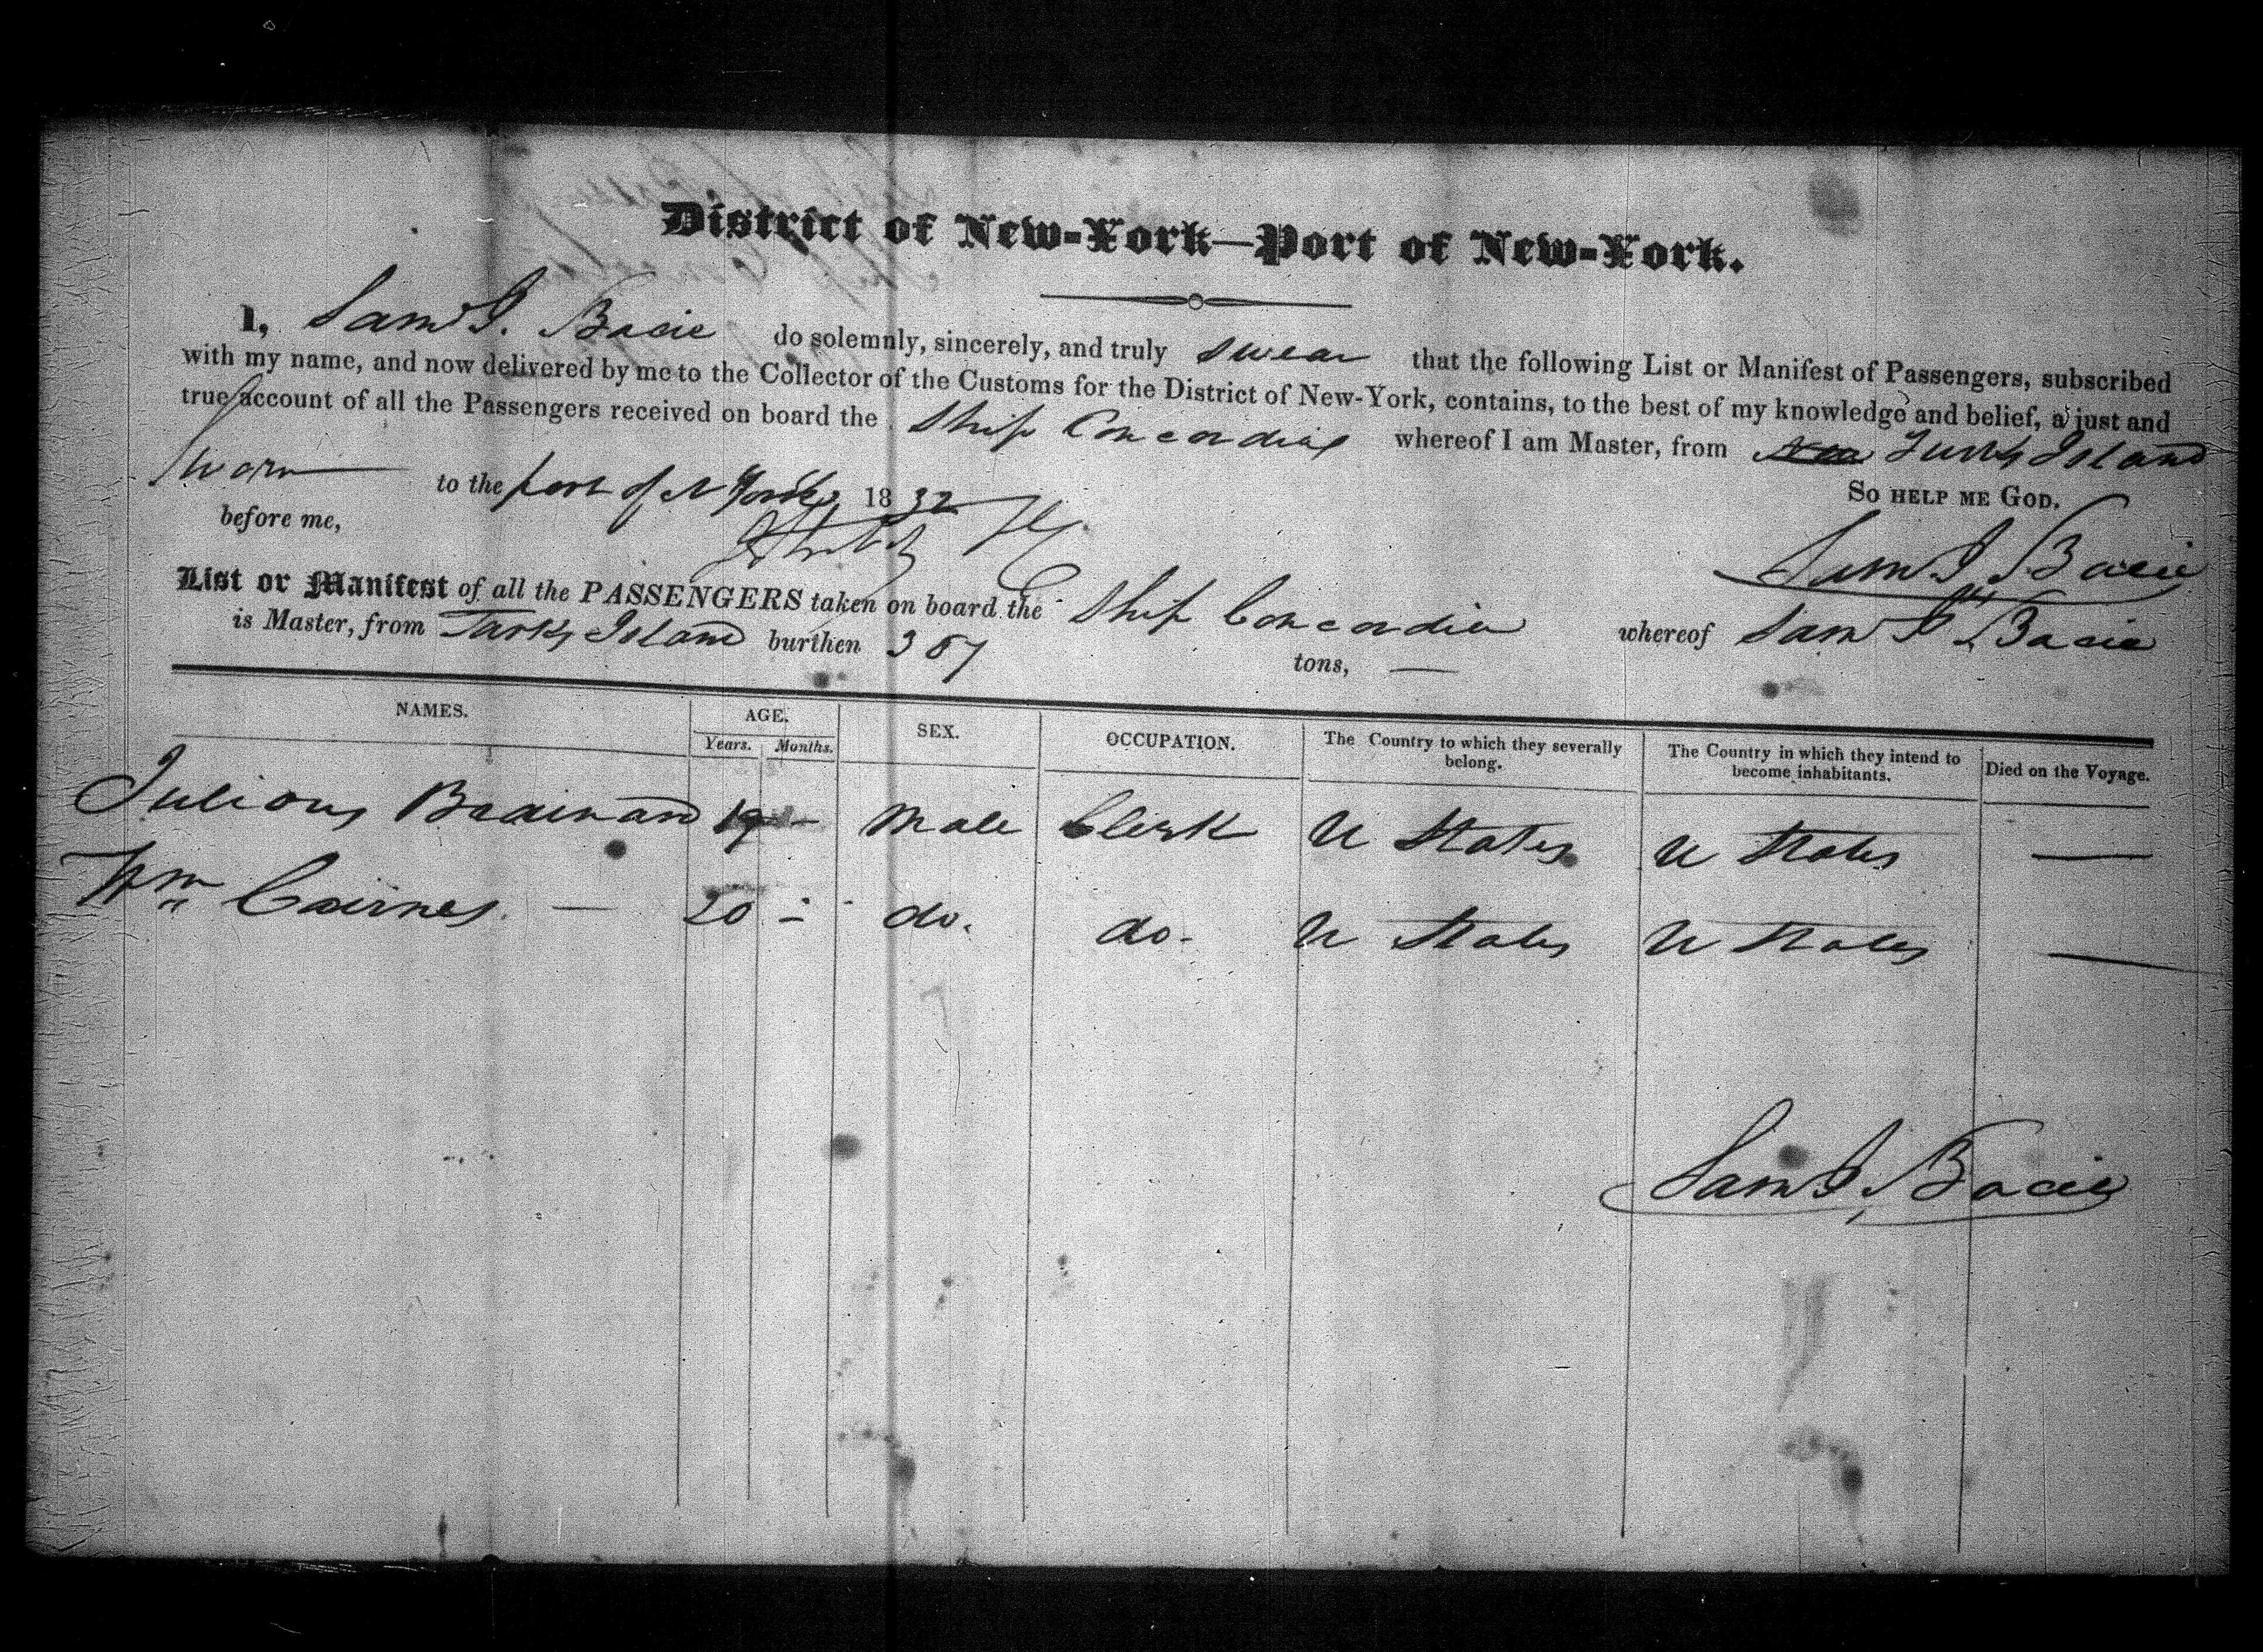 District of New-York—Port of New-York.
I, Sam J. Bacie do solemnly, sincerely, and truly swear that the following List or Manifest of Passengers, subscribed
with my name, and now delivered by me to the Collector of the Customs for the District of New-York, contains, to the best of my knowledge and belief, a just and
true account of all the Passengers received on board the Ship Concordia whereof I am Master, from Turks Island
Sworn to the port of N York 1832 So help me God.
before me,
Sam J. Bacie
List or Manifest of all the PASSENGERS taken on board the Ship Concordia whereof Sam J Bacie
is Master, from Turks Island burthen 387 tons, —
NAMES. AGE. SEX. OCCUPATION. The Country to which they severally belong. The Country in which they intend to become inhabitants. Died on the Voyage.
Years. Months.
Julious Brainard 19 — Male Clerk U States U States —
Wm Cairnes — 20 - do. do- U States U States —
Sam J. Bacie